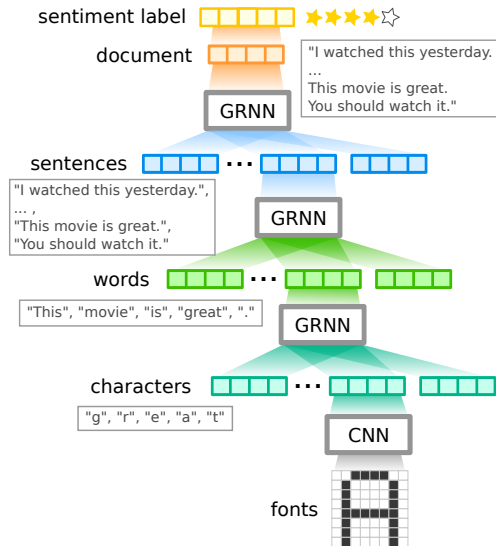 sentiment label
document
"I watched this yesterday.
...
This movie is great.
You should watch it."
GRNN
sentences
...
"I watched this yesterday.",
... ,
"This movie is great.",
"You should watch it."
GRNN
words
...
"This", "movie", "is", "great", "."
GRNN
characters
...
"g", "r", "e", "a", "t"
CNN
fonts